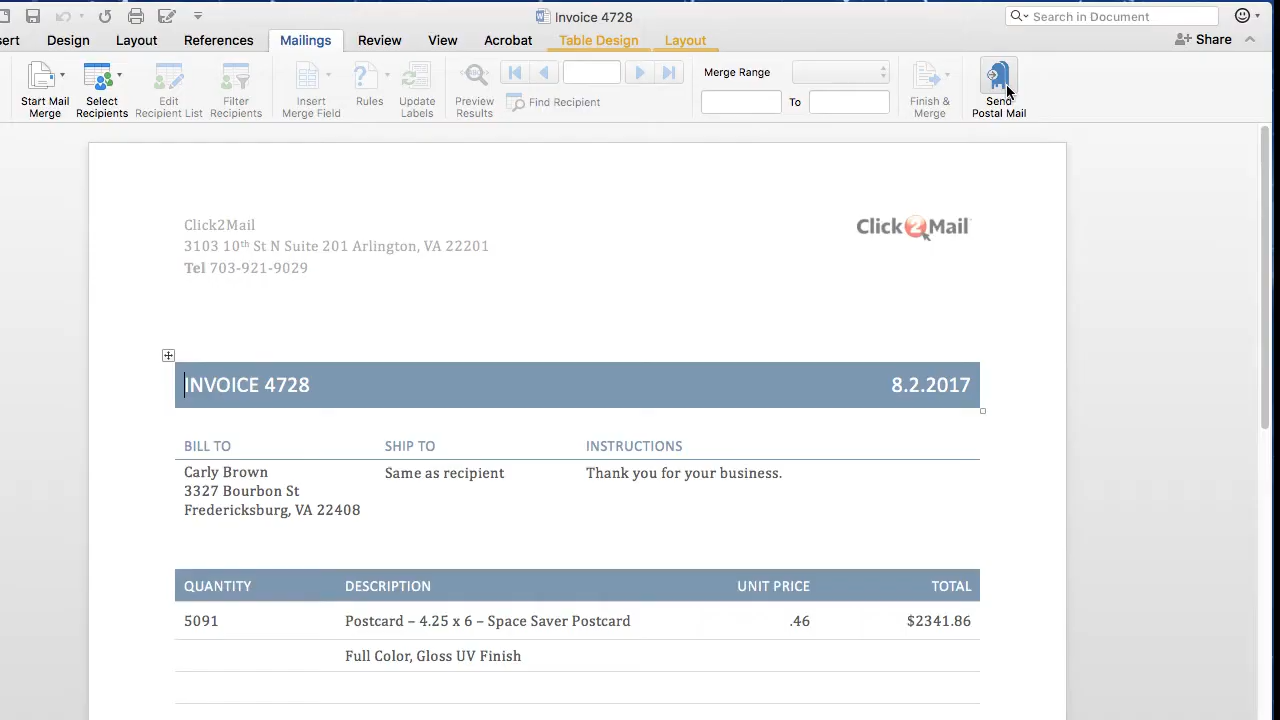 Invoice 4728
Search in Document
sert Design Layout References Mailings Review View Acrobat Table Design Layout Share
Start Mail Merge
Select Recipients
Edit Recipient List
Filter Recipients
Insert Merge Field
Rules
Update Labels
ABC
Preview Results
Find Recipient
Merge Range
To
Finish & Merge
Send Postal Mail
Click2Mail
3103 10th St N Suite 201 Arlington, VA 22201
Tel 703-921-9029
Click2Mail
INVOICE 4728 8.2.2017
BILL TO SHIP TO INSTRUCTIONS
Carly Brown Same as recipient Thank you for your business.
3327 Bourbon St
Fredericksburg, VA 22408
QUANTITY DESCRIPTION UNIT PRICE TOTAL
5091 Postcard – 4.25 x 6 – Space Saver Postcard .46 $2341.86
Full Color, Gloss UV Finish